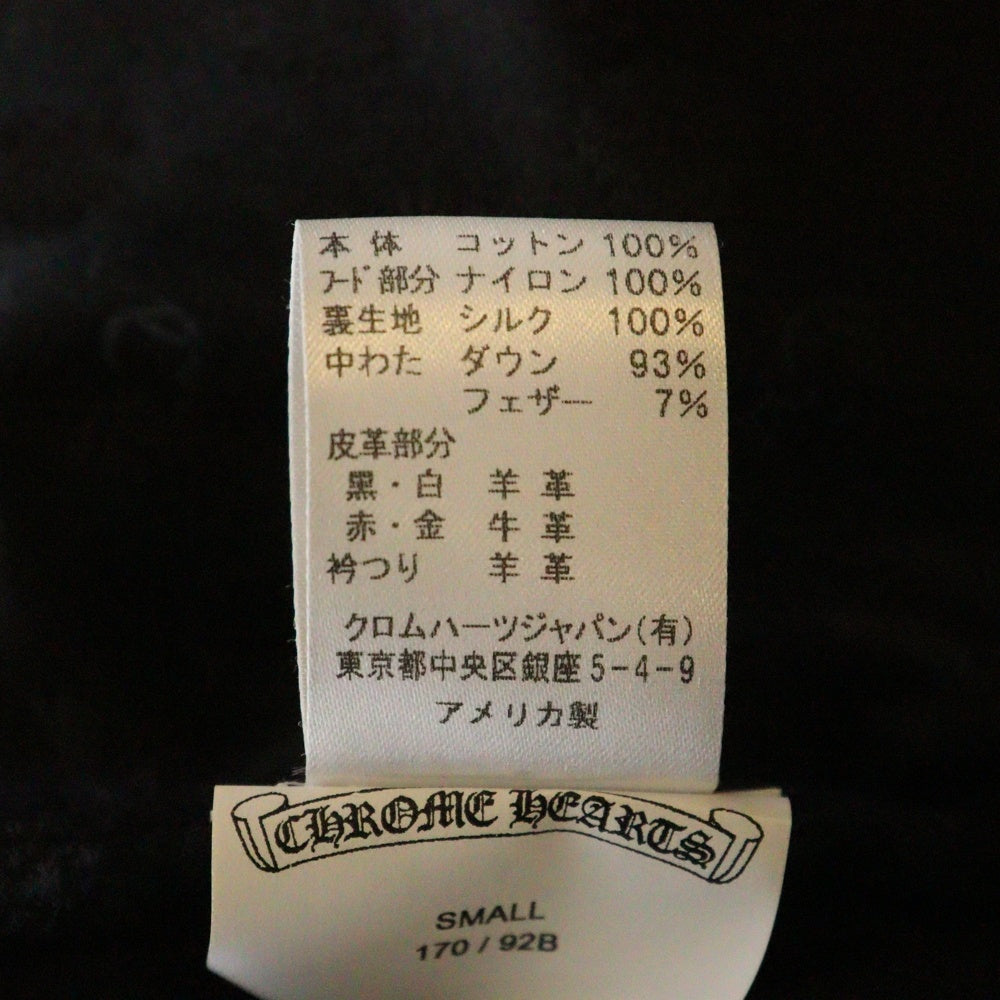 本 体 コットン 100%
フード部分 ナイロン 100%
裏生地 シルク 100%
中わた ダウン 93%
フェザー 7%
皮革部分
黒・白 羊 革
赤・金 牛 革
衿つり 羊 革
クロムハーツジャパン(有)
東京都中央区銀座5-4-9
アメリカ製
CHROME HEARTS
SMALL
170 / 92B